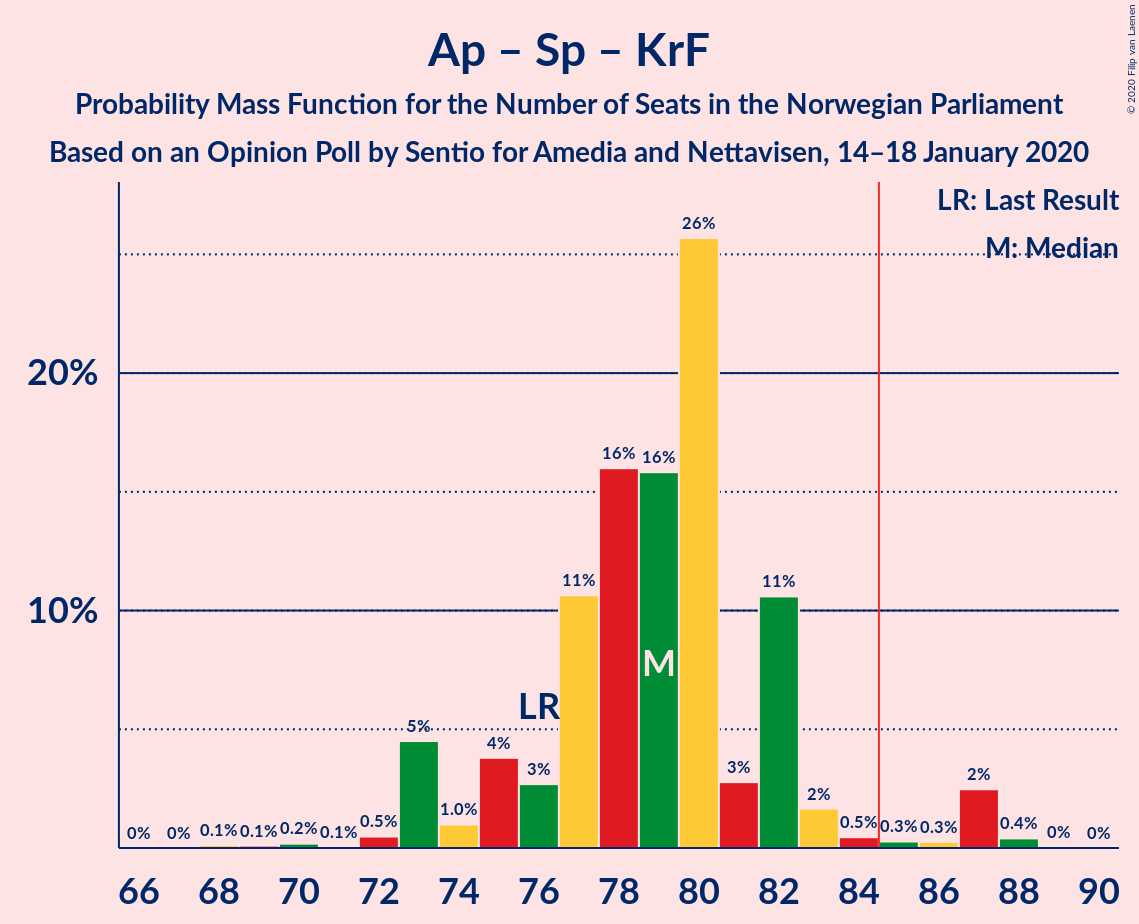 © 2020 Filip van Laenen
Ap – Sp – KrF
Probability Mass Function for the Number of Seats in the Norwegian Parliament
Based on an Opinion Poll by Sentio for Amedia and Nettavisen, 14–18 January 2020
LR: Last Result
M: Median
20%
10%
0% 0% 0.1% 0.1% 0.2% 0.1% 0.5% 5% 1.0% 4% 3% 11% 16% 16% 26% 3% 11% 2% 0.5% 0.3% 0.3% 2% 0.4% 0% 0%
LR
M
66 68 70 72 74 76 78 80 82 84 86 88 90